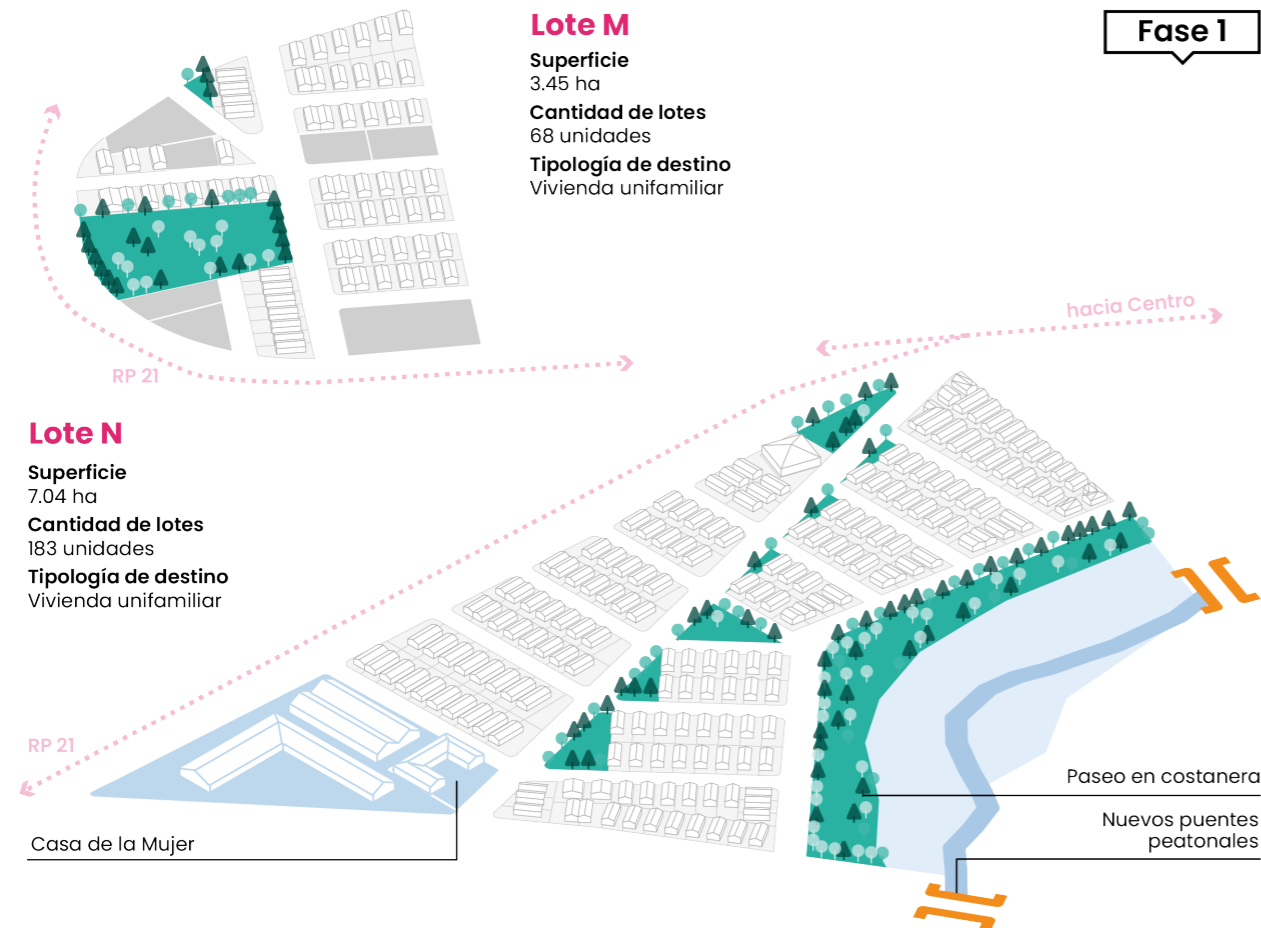 Lote M
Superficie
3.45 ha
Cantidad de lotes
68 unidades
Tipología de destino
Vivienda unifamiliar
Fase 1
hacia Centro
RP 21
Lote N
Superficie
7.04 ha
Cantidad de lotes
183 unidades
Tipología de destino
Vivienda unifamiliar
RP 21
Casa de la Mujer
Paseo en costanera
Nuevos puentes
peatonales